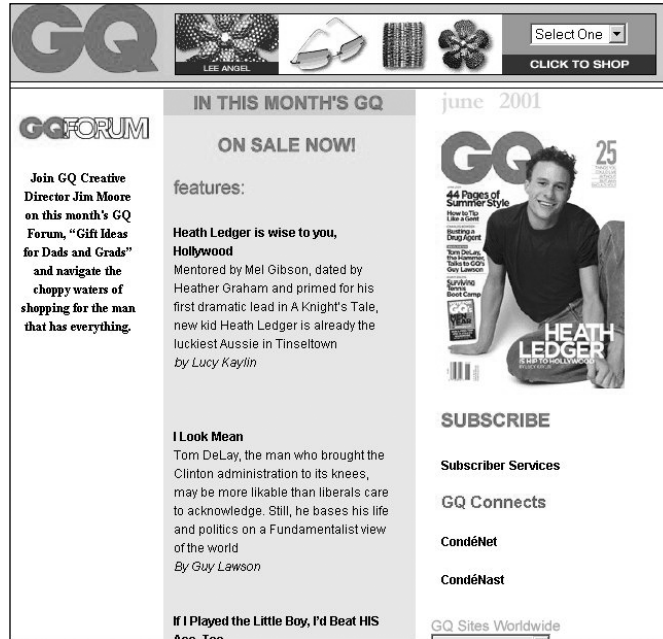 GQ
LEE ANGEL
Select One
CLICK TO SHOP
GQFORUM
Join GQ Creative
Director Jim Moore
on this month's GQ
Forum, “Gift Ideas
for Dads and Grads”
and navigate the
choppy waters of
shopping for the man
that has everything.
IN THIS MONTH'S GQ
ON SALE NOW!
features:
Heath Ledger is wise to you,
Hollywood
Mentored by Mel Gibson, dated by
Heather Graham and primed for his
first dramatic lead in A Knight's Tale,
new kid Heath Ledger is already the
luckiest Aussie in Tinseltown
by Lucy Kaylin
I Look Mean
Tom DeLay, the man who brought the
Clinton administration to its knees,
may be more likable than liberals care
to acknowledge. Still, he bases his life
and politics on a Fundamentalist view
of the world
By Guy Lawson
If I Played the Little Boy, I'd Beat HIS
june 2001
GQ
25
44 Pages of
Summer Style
How to Tip
Like a Gent
Busting a
Drug Agent
Tom DeLay,
the Hammer,
Talks to GQ's
Guy Lawson
Surviving
Tennis
Boot Camp
HEATH
LEDGER
IS HIP TO HOLLYWOOD
SUBSCRIBE
Subscriber Services
GQ Connects
CondéNet
CondéNast
GQ Sites Worldwide